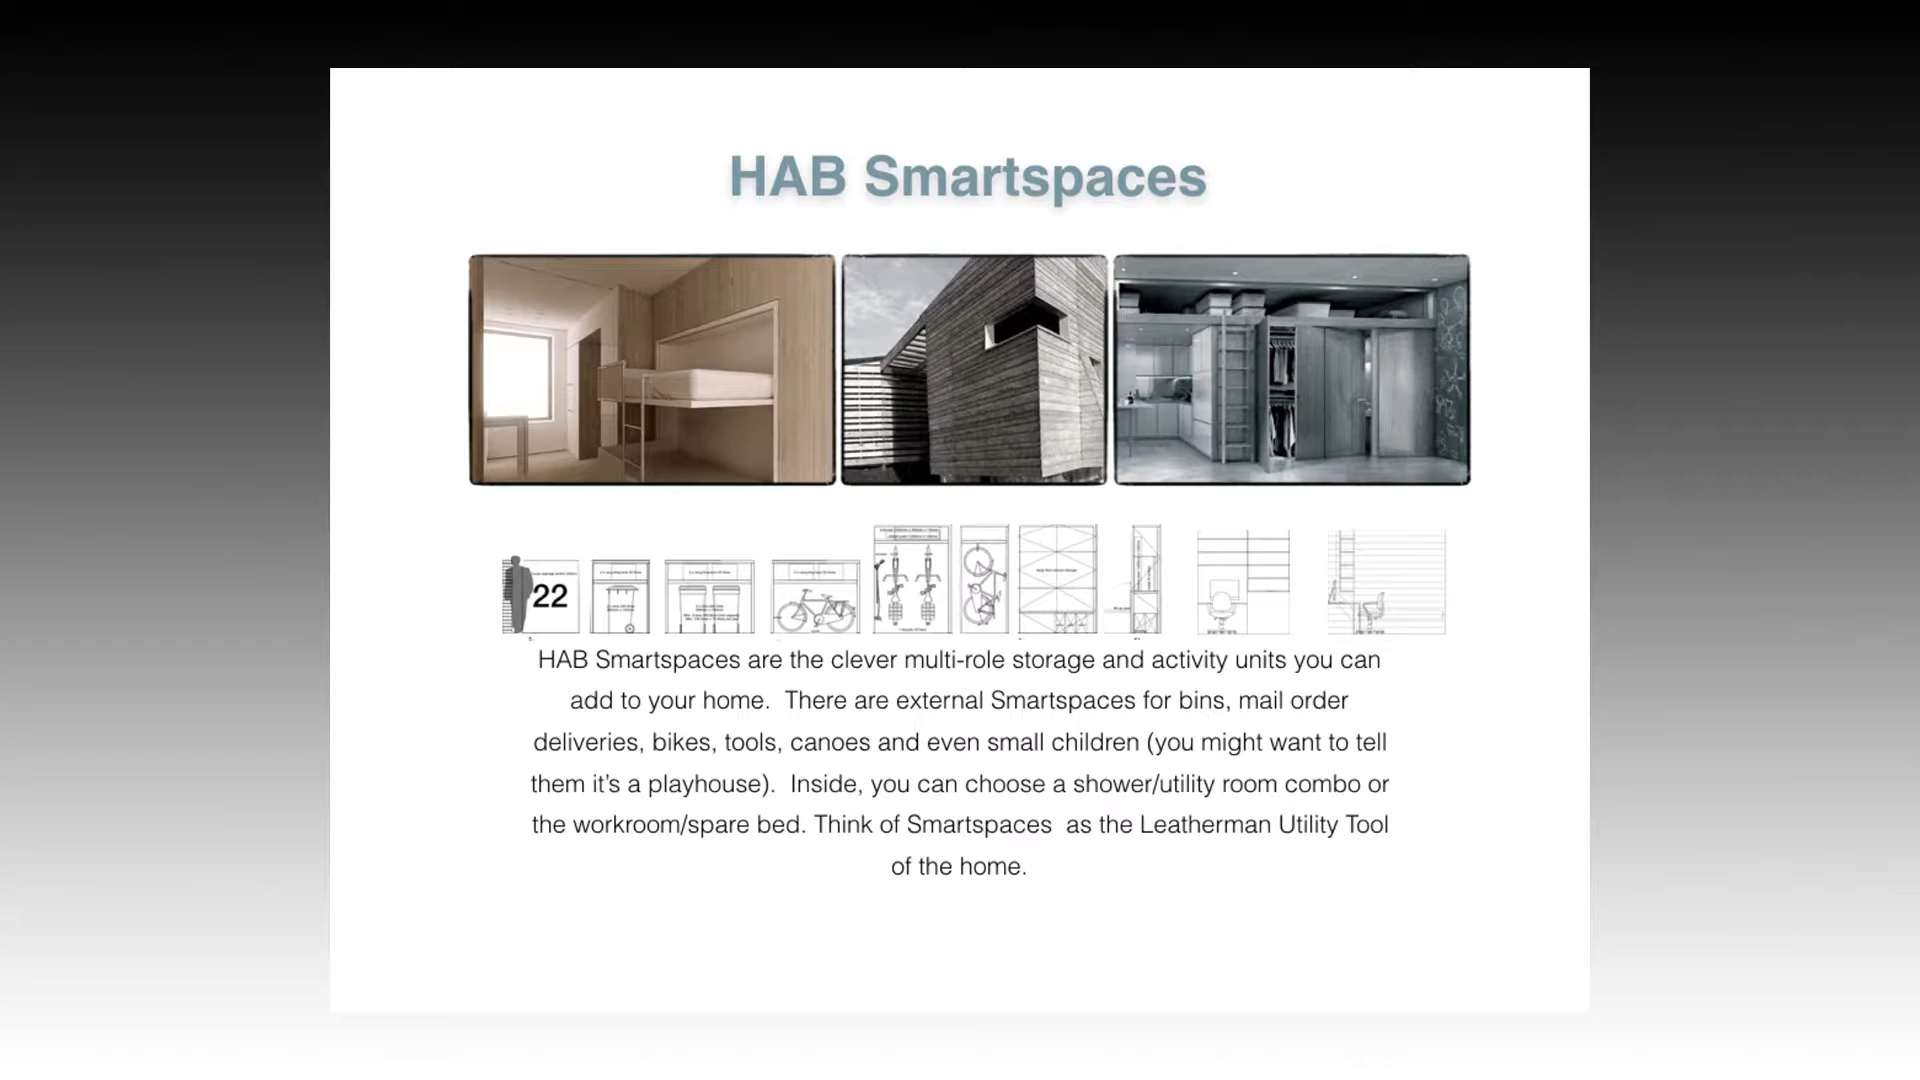 HAB Smartspaces
22
HAB Smartspaces are the clever multi-role storage and activity units you can
add to your home.  There are external Smartspaces for bins, mail order
deliveries, bikes, tools, canoes and even small children (you might want to tell
them it’s a playhouse).  Inside, you can choose a shower/utility room combo or
the workroom/spare bed. Think of Smartspaces  as the Leatherman Utility Tool
of the home.